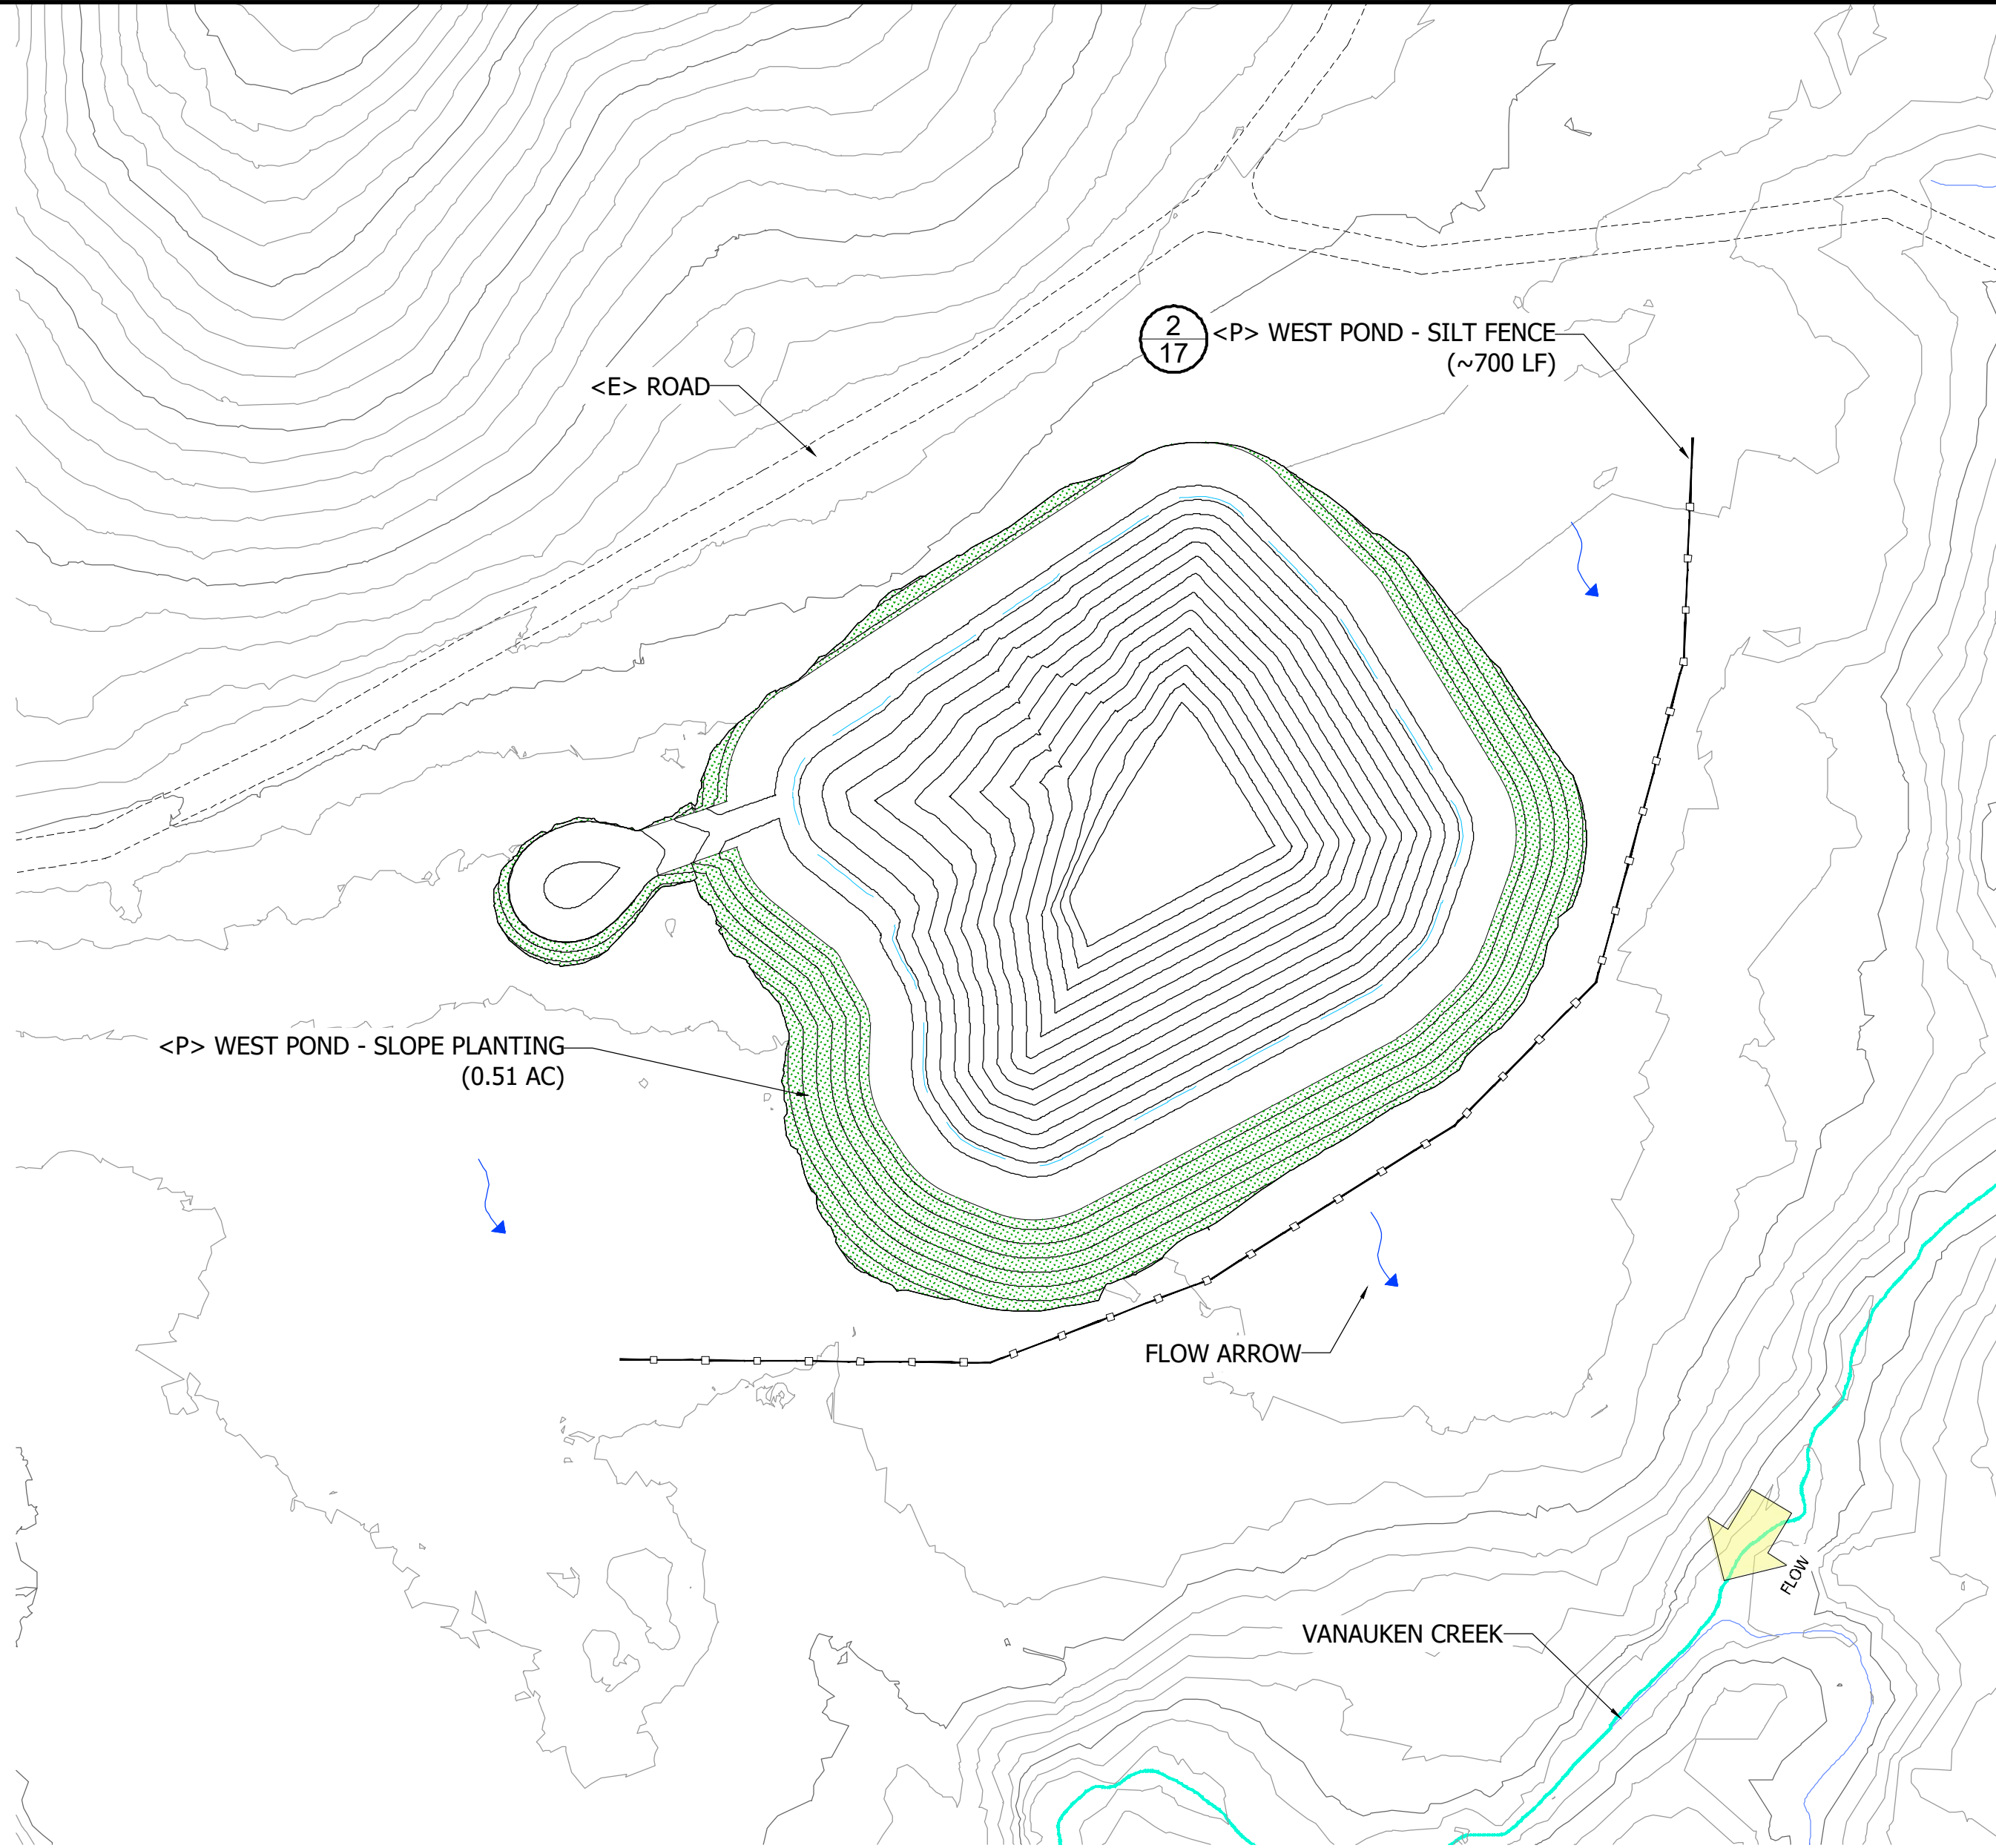 2
17
<P> WEST POND - SILT FENCE
(~700 LF)
<E> ROAD
<P> WEST POND - SLOPE PLANTING
(0.51 AC)
FLOW ARROW
FLOW
VANAUKEN CREEK